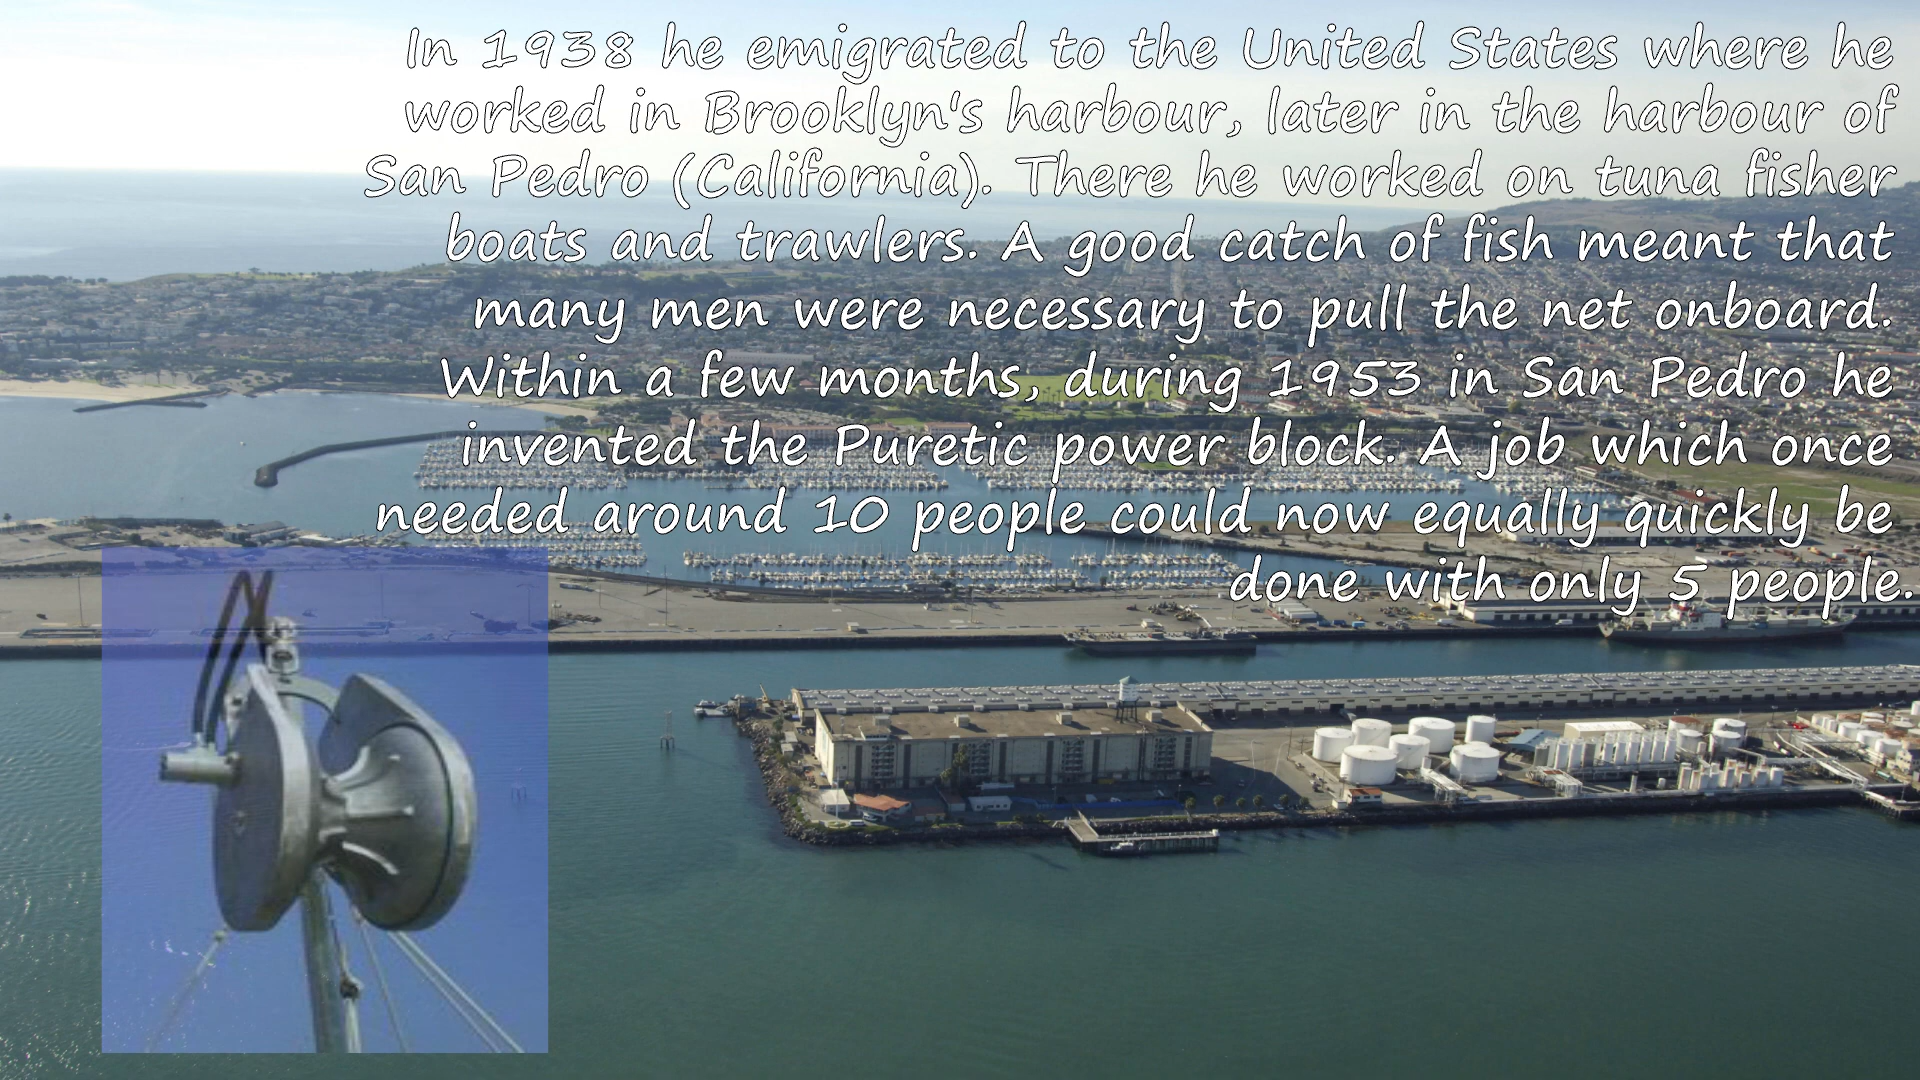 In 1938 he emigrated to the United States where he
worked in Brooklyn's harbour, later in the harbour of
San Pedro (California). There he worked on tuna fisher
boats and trawlers. A good catch of fish meant that
many men were necessary to pull the net onboard.
Within a few months, during 1953 in San Pedro he
invented the Puretic power block. A job which once
needed around 10 people could now equally quickly be
done with only 5 people.